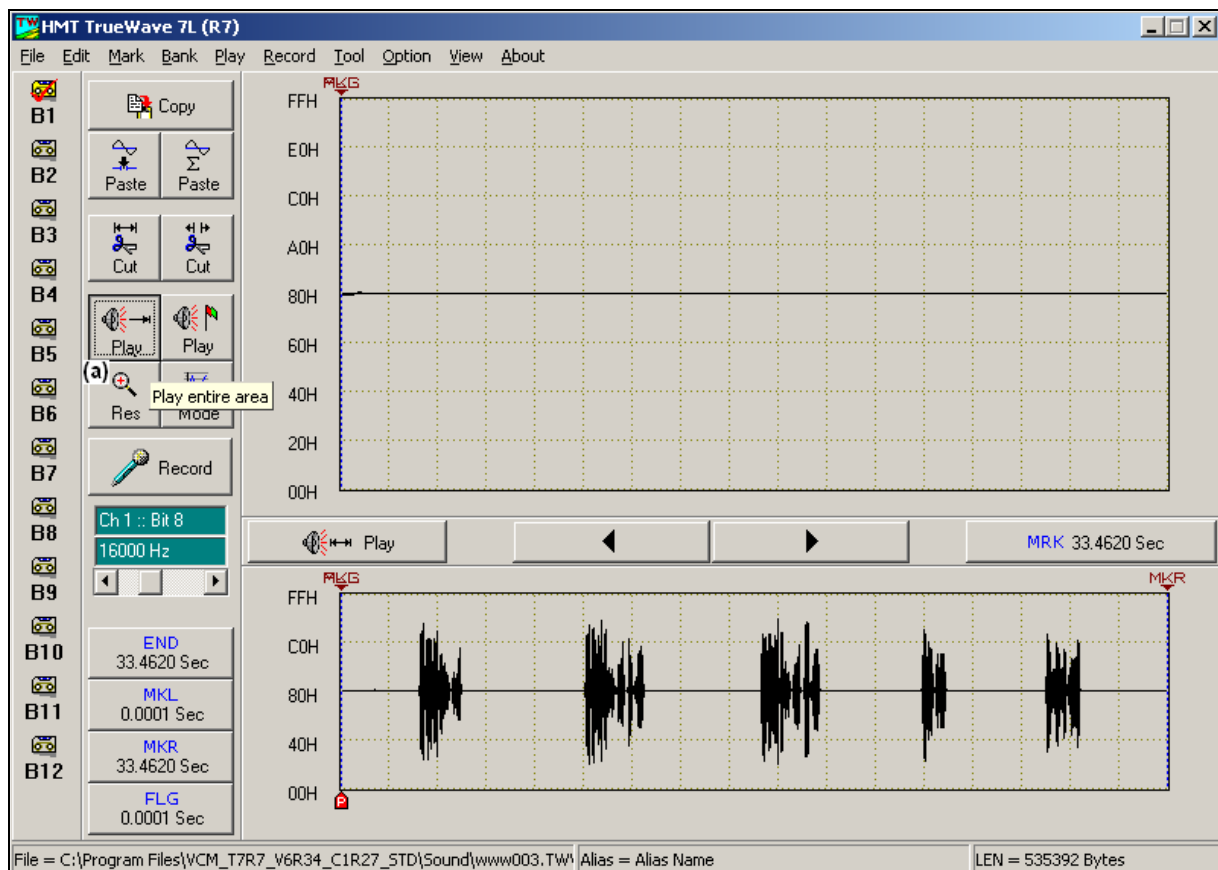 HMT TrueWave 7L (R7)
File Edit Mark Bank Play Record Tool Option View About
B1
B2
B3
B4
B5
B6
B7
B8
B9
B10
B11
B12
Copy
Paste Paste
Cut Cut
Play Play
(a)
Play entire area
Res Mode
Record
Ch 1 :: Bit 8
16000 Hz
END
33.4620 Sec
MKL
0.0001 Sec
MKR
33.4620 Sec
FLG
0.0001 Sec
MKG
FFH
E0H
C0H
A0H
80H
60H
40H
20H
00H
Play
MRK 33.4620 Sec
MKG MKR
FFH
C0H
80H
40H
00H
P
File = C:\Program Files\VCM_T7R7_V6R34_C1R27_STD\Sound\www003.TW Alias = Alias Name LEN = 535392 Bytes